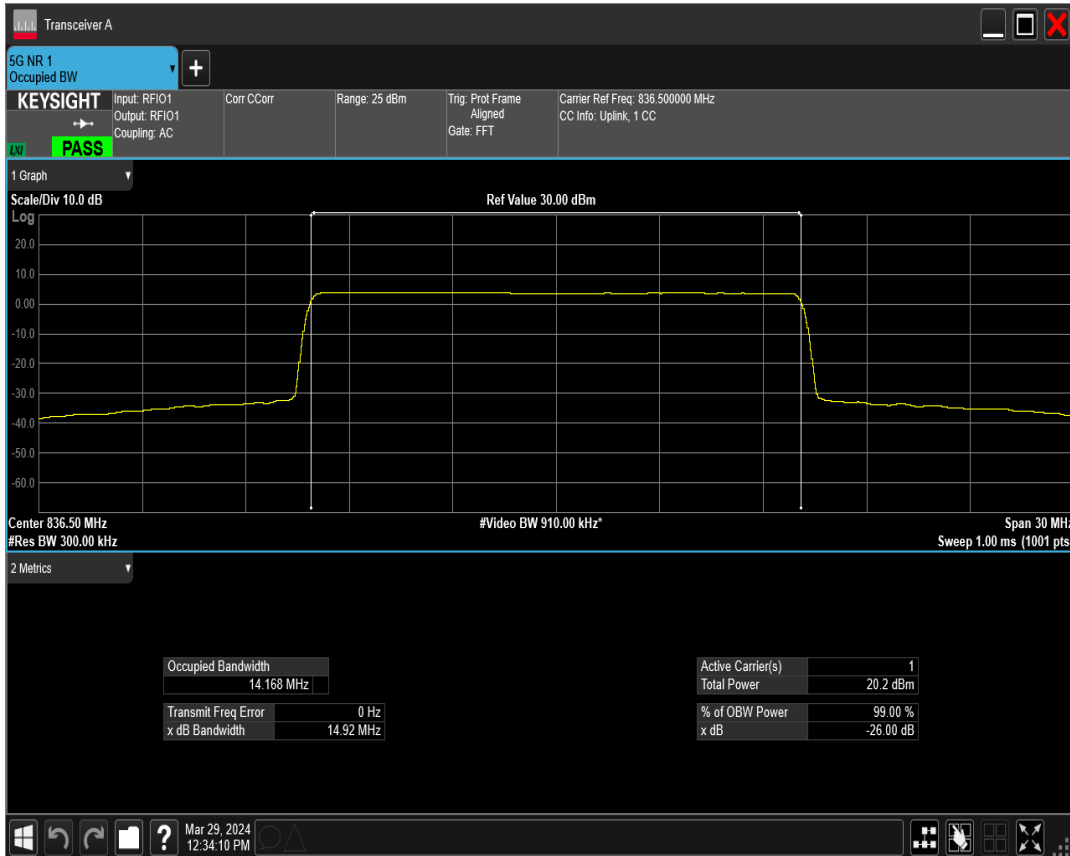 Transceiver A
5G NR 1
Occupied BW
KEYSIGHT
Input: RFIO1
Output: RFIO1
Coupling: AC
Corr CCorr
Range: 25 dBm
Trig: Prot Frame
Aligned
Gate: FFT
Carrier Ref Freq: 836.500000 MHz
CC Info: Uplink, 1 CC
LXI
PASS
1 Graph
Scale/Div 10.0 dB
Ref Value 30.00 dBm
Log
20.0
10.0
0.00
-10.0
-20.0
-30.0
-40.0
-50.0
-60.0
Center 836.50 MHz
#Video BW 910.00 kHz*
Span 30 MHz
#Res BW 300.00 kHz
Sweep 1.00 ms (1001 pts
2 Metrics
Occupied Bandwidth
14.168 MHz
Transmit Freq Error 0 Hz
x dB Bandwidth 14.92 MHz
Active Carrier(s) 1
Total Power 20.2 dBm
% of OBW Power 99.00 %
x dB -26.00 dB
Mar 29, 2024
12:34:10 PM